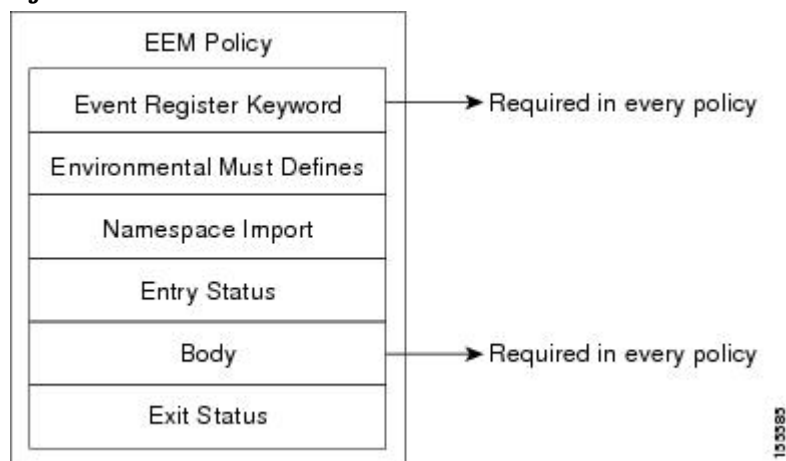 EEM Policy
Event Register Keyword
Required in every policy
Environmental Must Defines
Namespace Import
Entry Status
Body
Required in every policy
Exit Status
155585